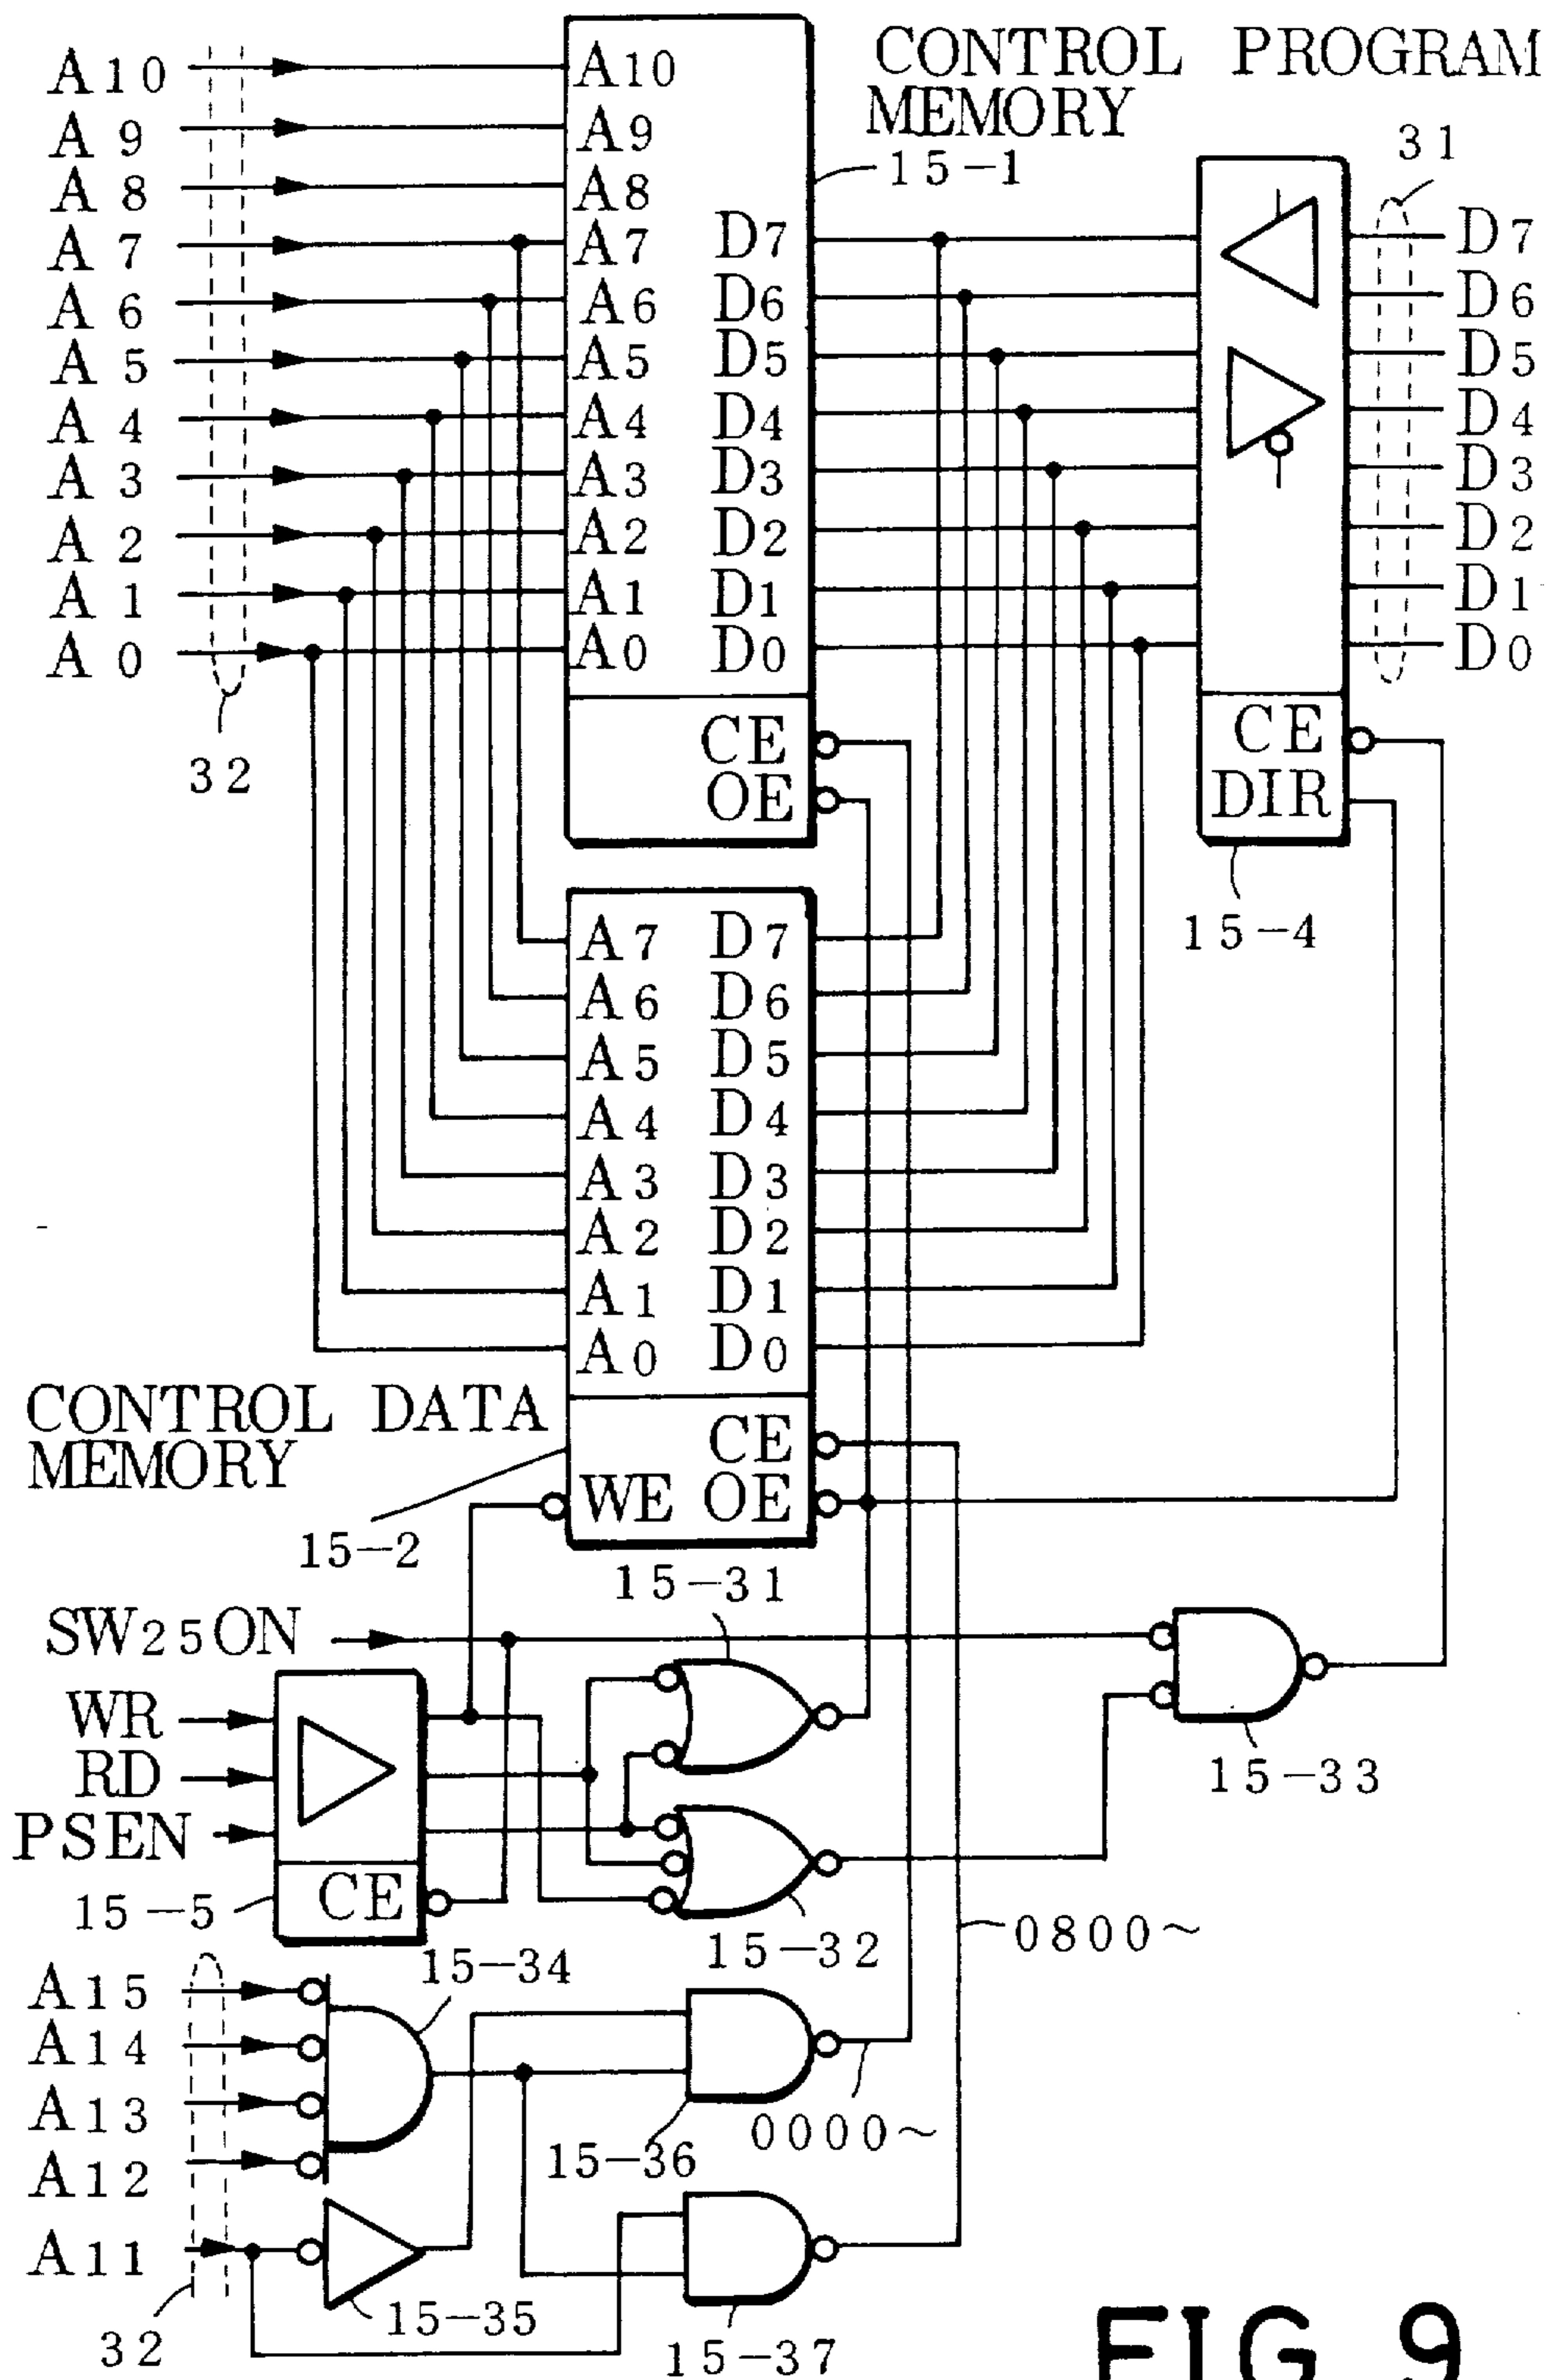 A10
A9
A8
A7
A6
A5
A4
A3
A2
A1
A0
32
A10
A9
A8
A7
A6
A5
A4
A3
A2
A1
A0
D7
D6
D5
D4
D3
D2
D1
D0
CE
OE
CONTROL PROGRAM
MEMORY
15-1
31
D7
D6
D5
D4
D3
D2
D1
D0
CE
DIR
15-4
A7
A6
A5
A4
A3
A2
A1
A0
D7
D6
D5
D4
D3
D2
D1
D0
CE
WE OE
CONTROL DATA
MEMORY
15-2
15-31
SW25ON
WR
RD
PSEN
CE
15-5
15-33
15-32
0800~
15-34
A15
A14
A13
A12
A11
32
15-35
15-36
0000~
15-37
FIG. 9